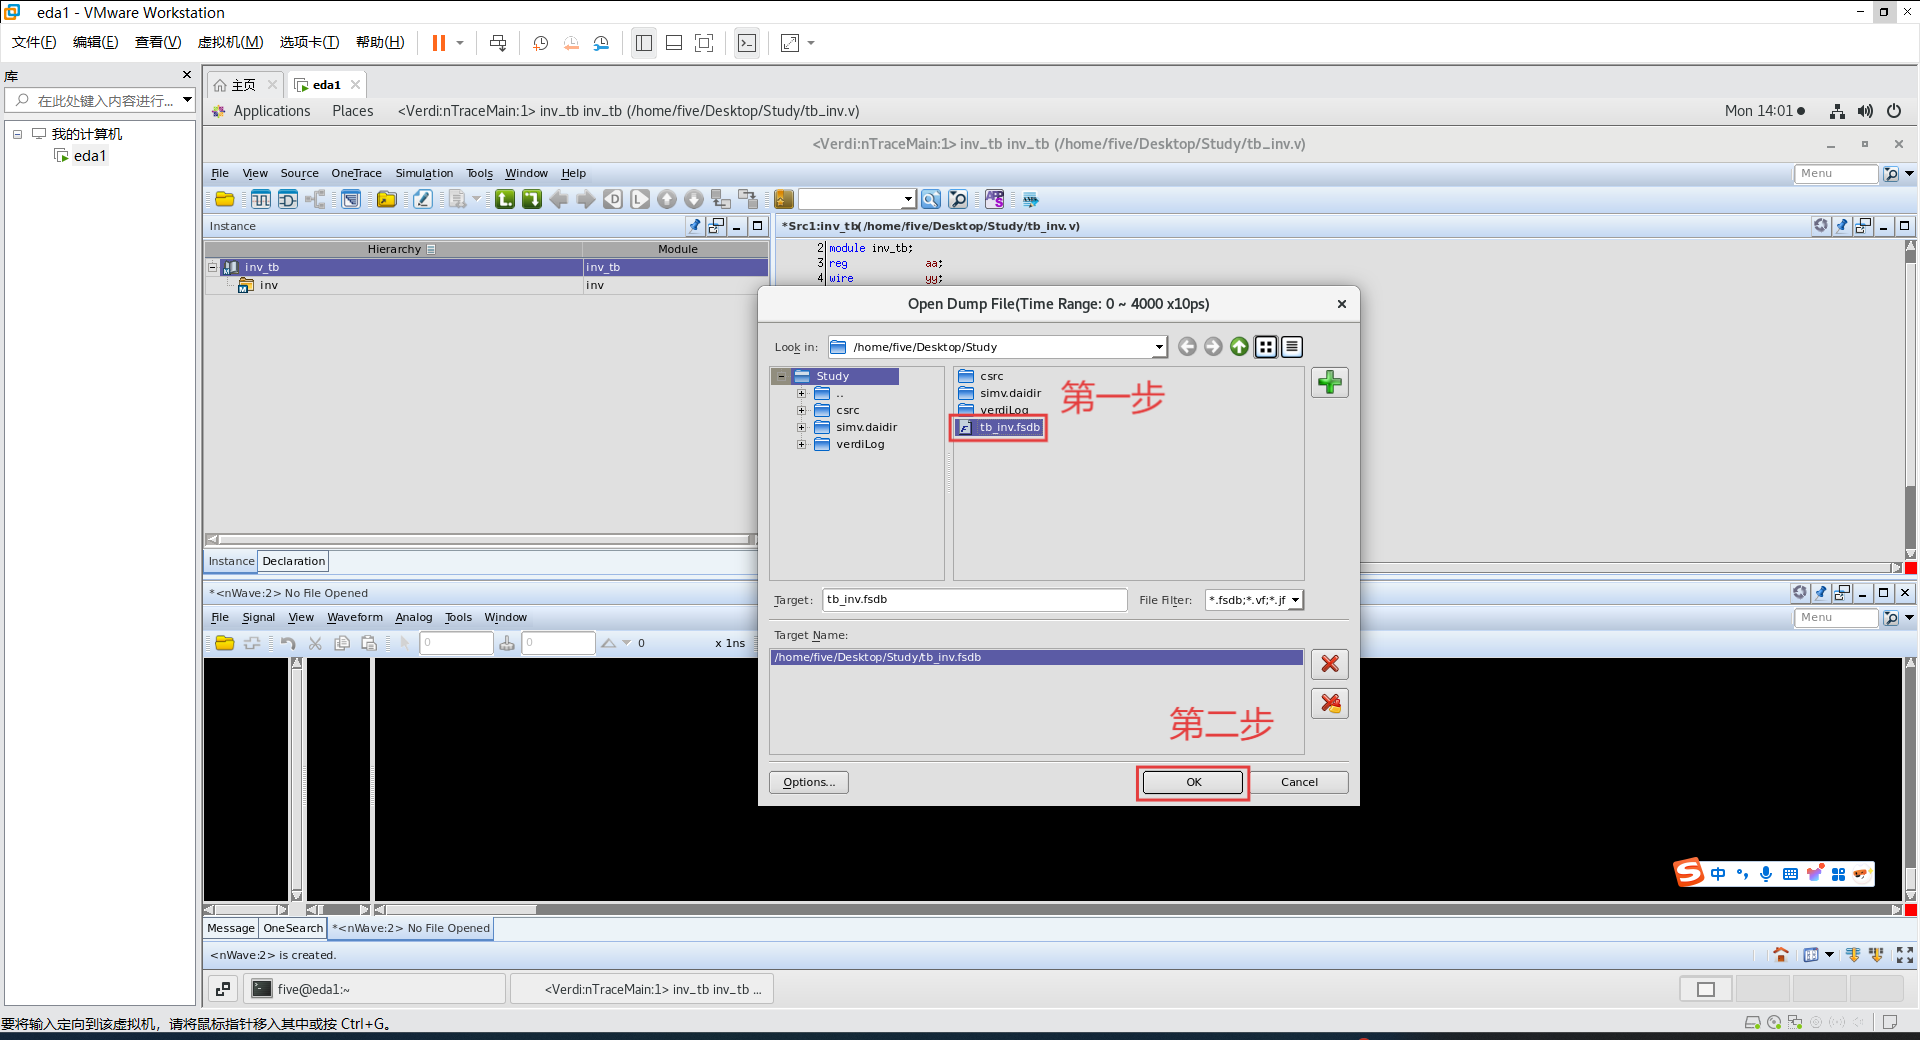 eda1 - VMware Workstation
文件(F) 编辑(E) 查看(V) 虚拟机(M) 选项卡(T) 帮助(H)
库
主页 eda1
在此处键入内容进行...
Applications Places <Verdi:nTraceMain:1> inv_tb inv_tb (/home/five/Desktop/Study/tb_inv.v) Mon 14:01
我的计算机
eda1
<Verdi:nTraceMain:1> inv_tb inv_tb (/home/five/Desktop/Study/tb_inv.v)
File View Source OneTrace Simulation Tools Window Help Menu
Instance
*Src1:inv_tb(/home/five/Desktop/Study/tb_inv.v)
Hierarchy Module
inv_tb inv_tb
inv inv
2 module inv_tb;
3 reg aa;
4 wire yy;
Open Dump File(Time Range: 0 ~ 4000 x10ps)
Look in: /home/five/Desktop/Study
Study
..
csrc
simv.daidir
verdiLog
csrc
simv.daidir
verdiLog
tb_inv.fsdb
第一步
Target: tb_inv.fsdb File Filter: *.fsdb;*.vf;*.jf
Target Name:
/home/five/Desktop/Study/tb_inv.fsdb
第二步
Options... OK Cancel
Instance Declaration
*<nWave:2> No File Opened
File Signal View Waveform Analog Tools Window Menu
0 0 0 x 1ns
中
Message OneSearch *<nWave:2> No File Opened
<nWave:2> is created.
five@eda1:~ <Verdi:nTraceMain:1> inv_tb inv_tb ...
要将输入定向到该虚拟机，请将鼠标指针移入其中或按 Ctrl+G。